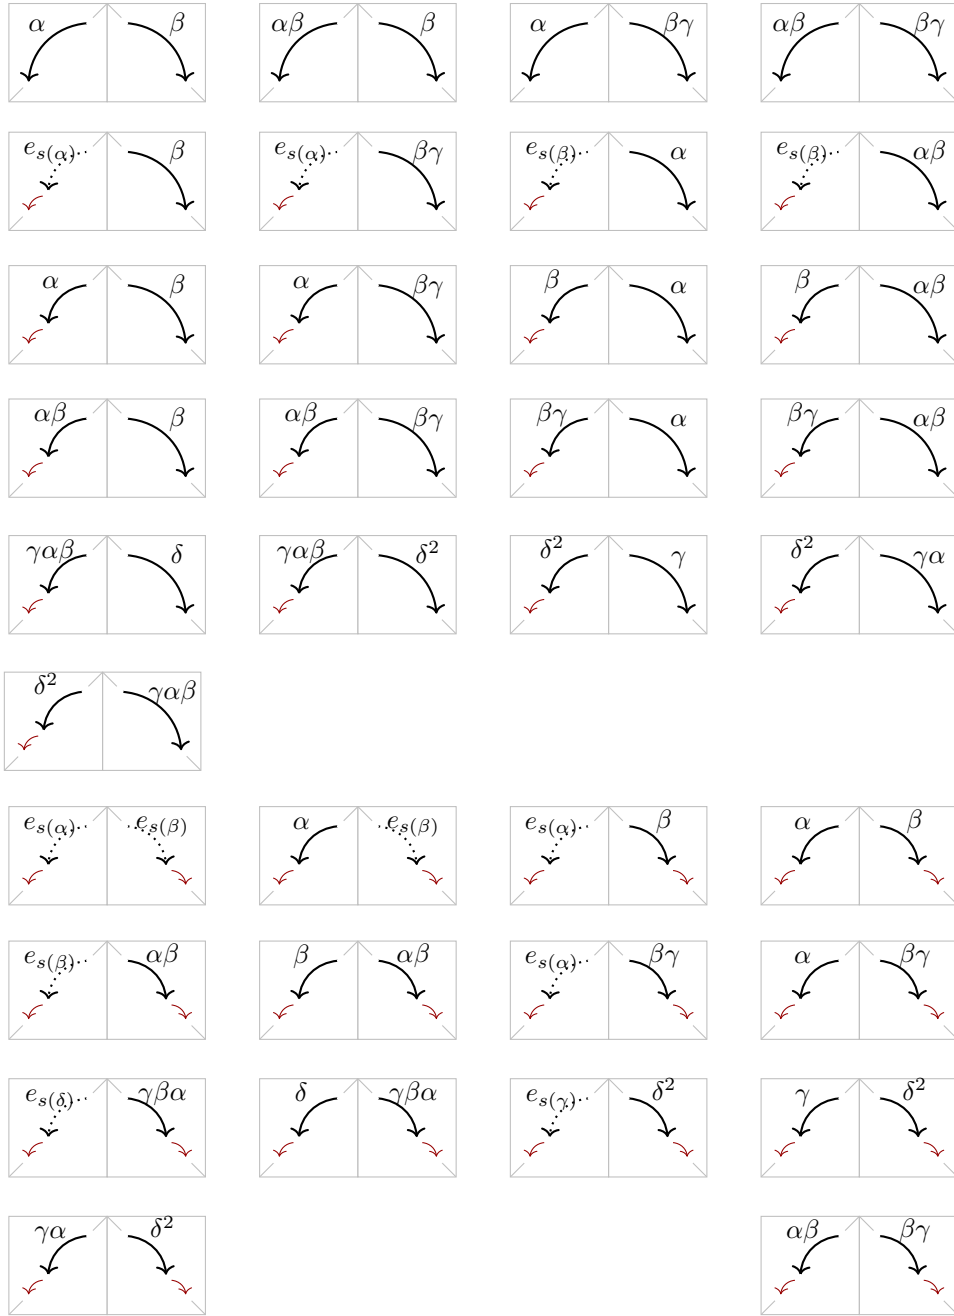 α β αβ β α βγ αβ βγ
e_{s(α)} β e_{s(α)} βγ e_{s(β)} α e_{s(β)} αβ
α β α βγ β α β αβ
αβ β αβ βγ βγ α βγ αβ
γαβ δ γαβ δ² δ² γ δ² γα
δ² γαβ
e_{s(α)} e_{s(β)} α e_{s(β)} e_{s(α)} β α β
e_{s(β)} αβ β αβ e_{s(α)} βγ α βγ
e_{s(δ)} γβα δ γβα e_{s(γ)} δ² γ δ²
γα δ² αβ βγ